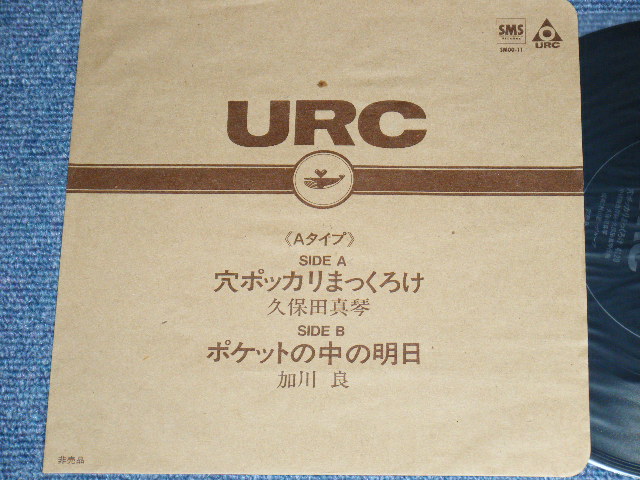 SMS
RECORDS
SM00-11
URC
URC
《Aタイプ》
SIDE A
穴ポッカリまっくろけ
久保田真琴
SIDE B
ポケットの中の明日
加川 良
非売品